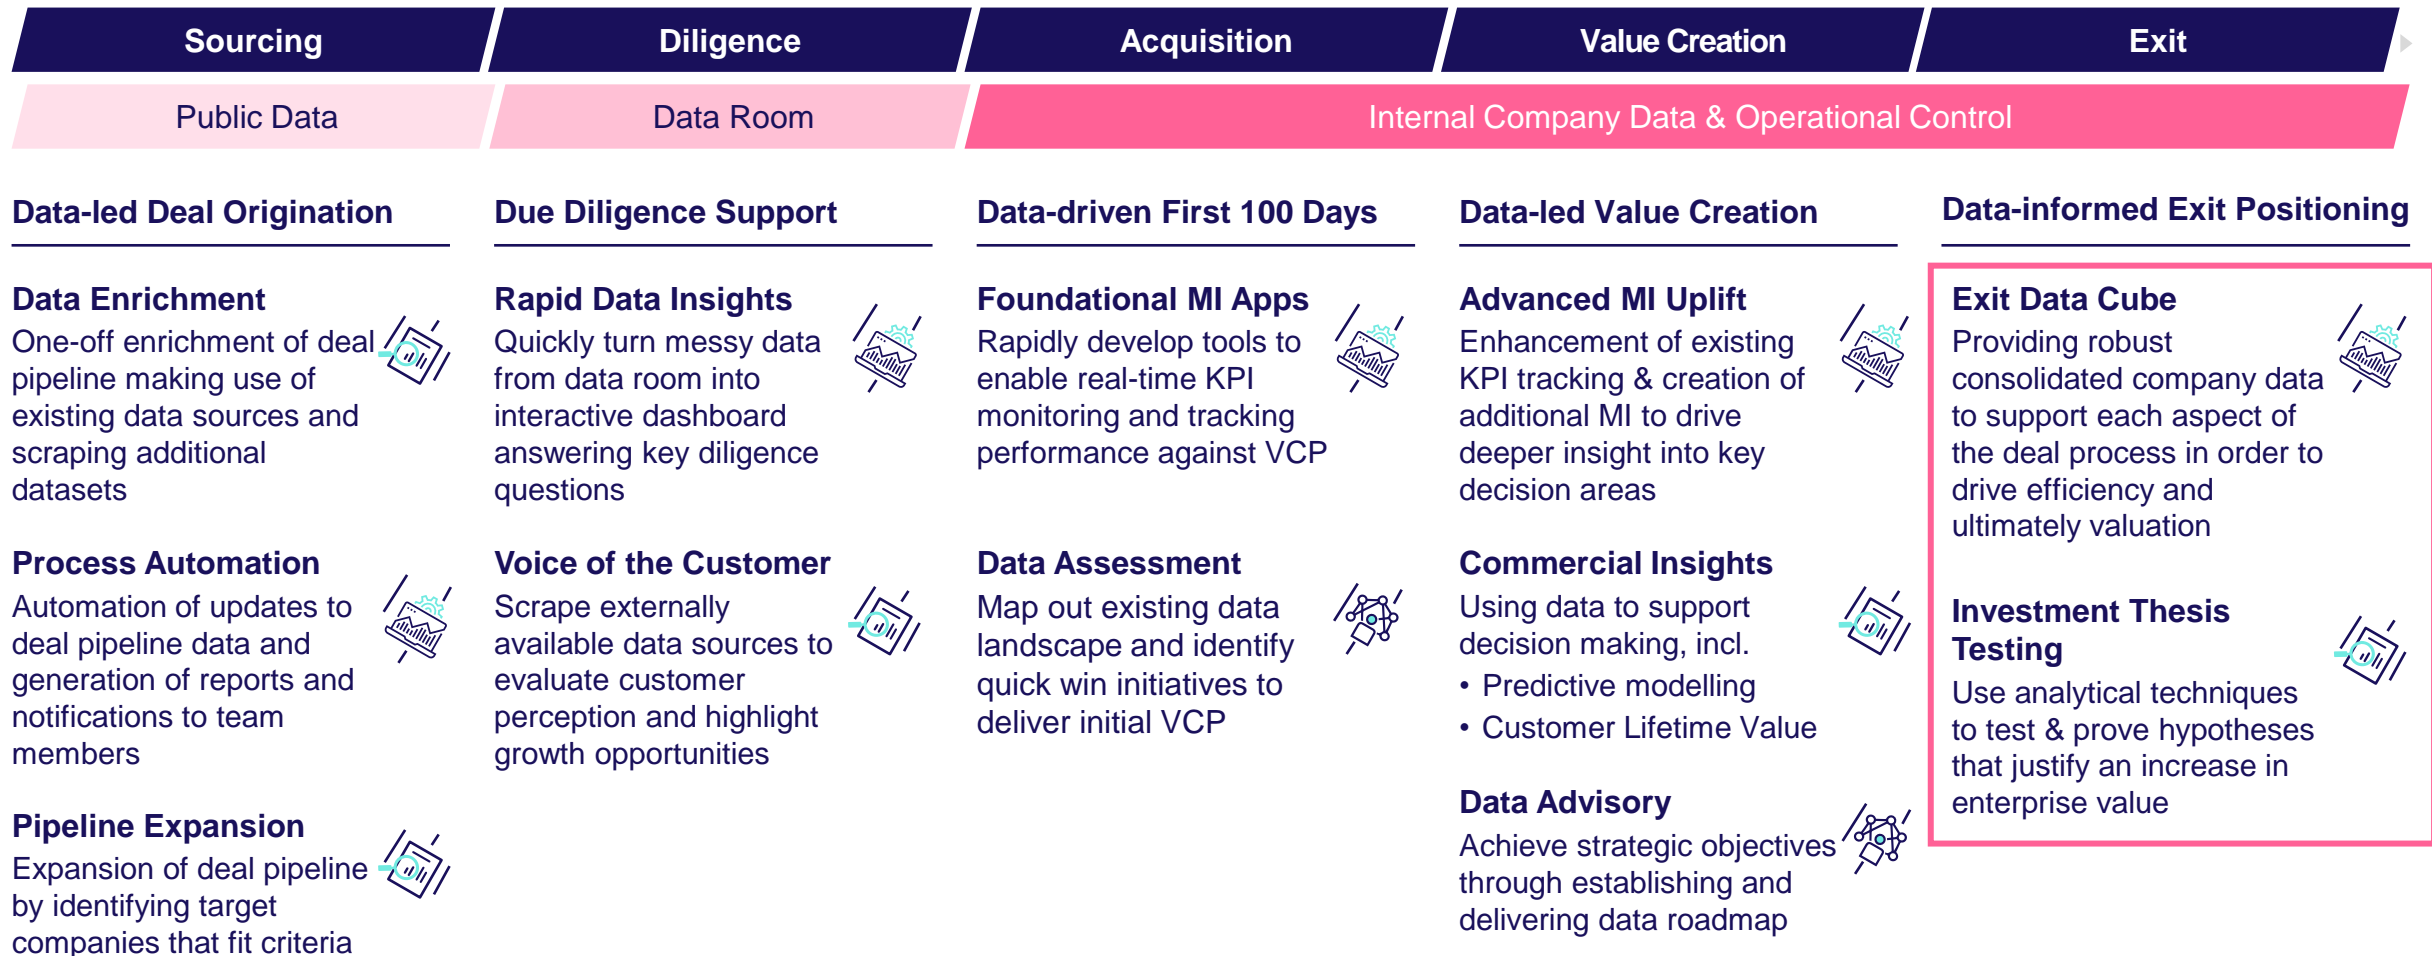 Sourcing
Diligence
Acquisition
Value Creation
Exit
Public Data
Data Room
Internal Company Data & Operational Control
Data-led Deal Origination
Data Enrichment
One-off enrichment of deal
pipeline making use of
existing data sources and
scraping additional
datasets
Process Automation
Automation of updates to
deal pipeline data and
generation of reports and
notifications to team
members
Pipeline Expansion
Expansion of deal pipeline
by identifying target
companies that fit criteria
Due Diligence Support
Rapid Data Insights
Quickly turn messy data
from data room into
interactive dashboard
answering key diligence
questions
Voice of the Customer
Scrape externally
available data sources to
evaluate customer
perception and highlight
growth opportunities
Data-driven First 100 Days
Foundational MI Apps
Rapidly develop tools to
enable real-time KPI
monitoring and tracking
performance against VCP
Data Assessment
Map out existing data
landscape and identify
quick win initiatives to
deliver initial VCP
Data-led Value Creation
Advanced MI Uplift
Enhancement of existing
KPI tracking & creation of
additional MI to drive
deeper insight into key
decision areas
Commercial Insights
Using data to support
decision making, incl.
• Predictive modelling
• Customer Lifetime Value
Data Advisory
Achieve strategic objectives
through establishing and
delivering data roadmap
Data-informed Exit Positioning
Exit Data Cube
Providing robust
consolidated company data
to support each aspect of
the deal process in order to
drive efficiency and
ultimately valuation
Investment Thesis
Testing
Use analytical techniques
to test & prove hypotheses
that justify an increase in
enterprise value